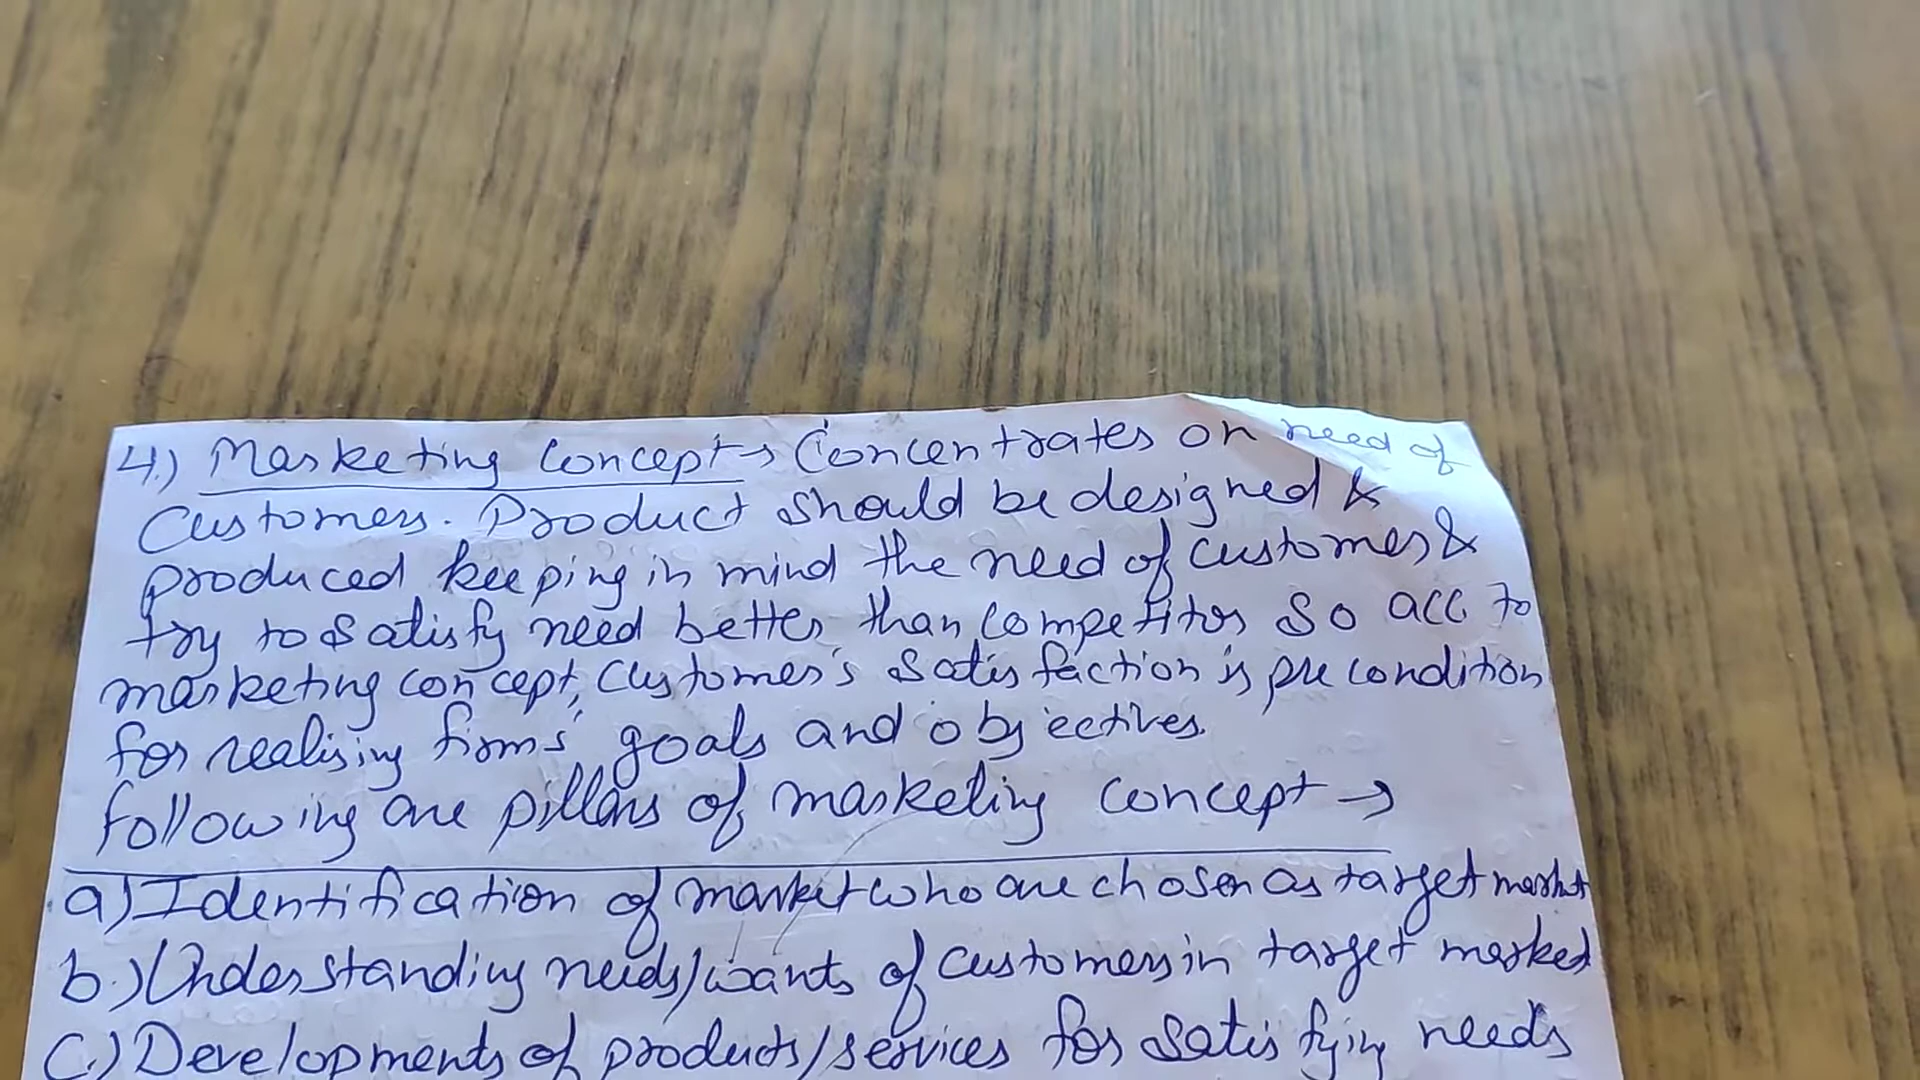 4.) Marketing Concept → Concentrates on need of
Customers. Product should be designed &
produced keeping in mind the need of customers &
try to satisfy need better than competitors so acc. to
marketing concept, Customer's satisfaction is pre condition
for realising firms' goals and objectives.
following are pillars of marketing concept →
a) Identification of market who are chosen as target market
b.) Understanding needs/wants of customers in target market
C.) Developments of products/services for satisfying needs